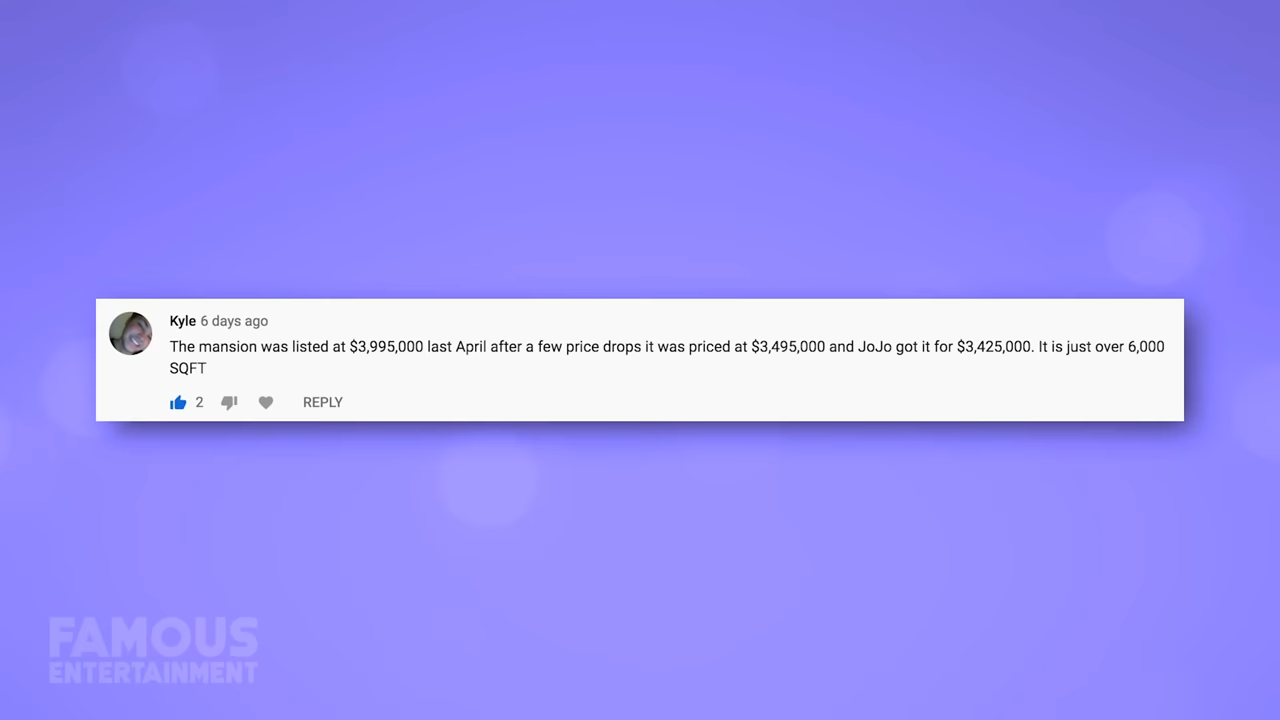 Kyle 6 days ago
The mansion was listed at $3,995,000 last April after a few price drops it was priced at $3,495,000 and JoJo got it for $3,425,000. It is just over 6,000
SQFT
2 REPLY
FAMOUS
ENTERTAINMENT